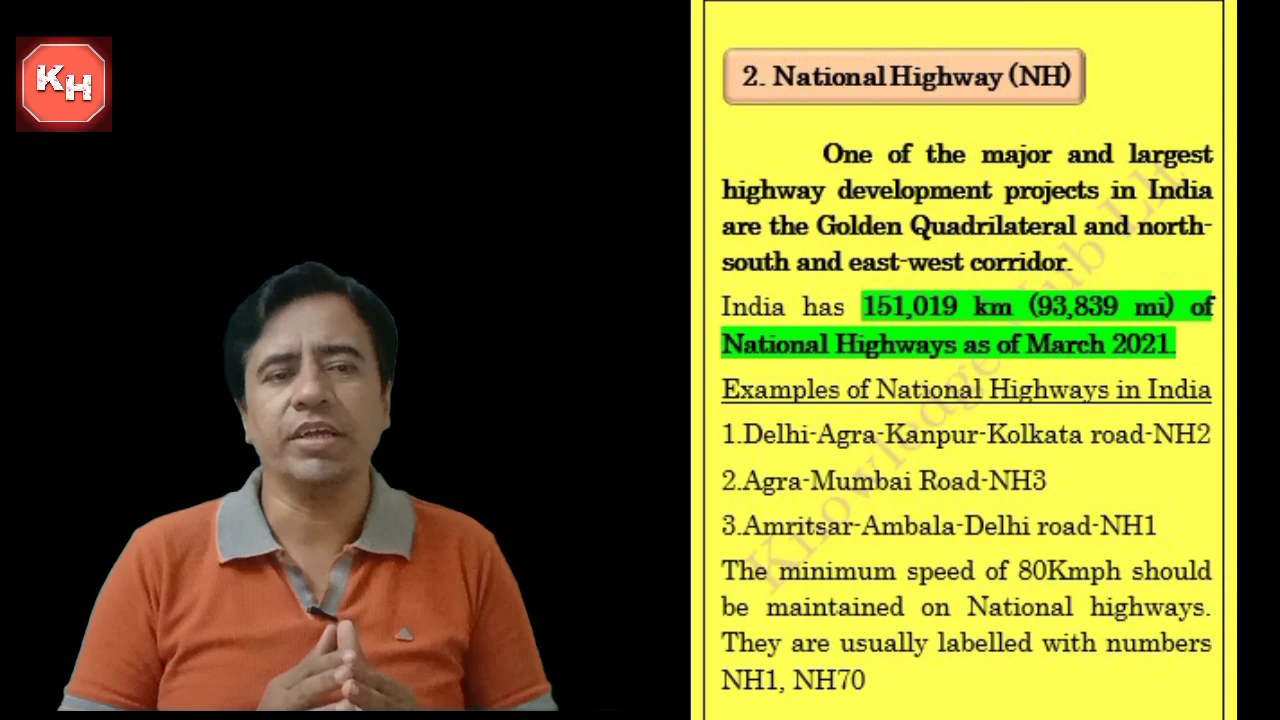 KH
2. National Highway (NH)
One of the major and largest
highway development projects in India
are the Golden Quadrilateral and north-
south and east-west corridor.
India has 151,019 km (93,839 mi) of
National Highways as of March 2021.
Examples of National Highways in India
1.Delhi-Agra-Kanpur-Kolkata road-NH2
2.Agra-Mumbai Road-NH3
3.Amritsar-Ambala-Delhi road-NH1
The minimum speed of 80Kmph should
be maintained on National highways.
They are usually labelled with numbers
NH1, NH70
Knowledge Hub